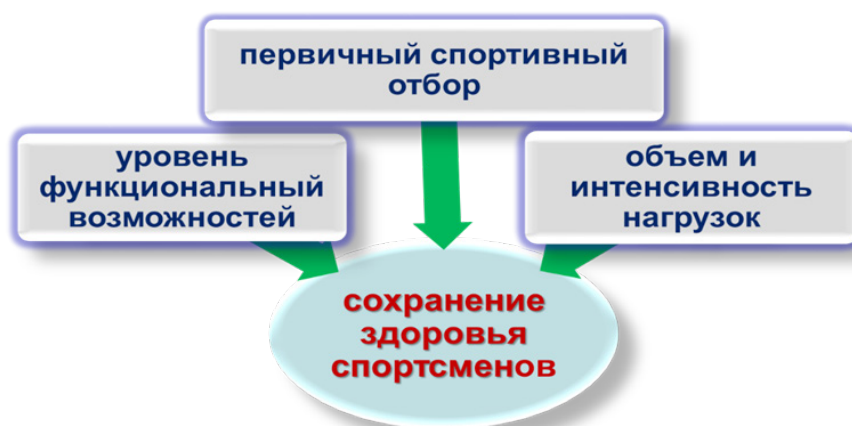 первичный спортивный
отбор
уровень
функциональный
возможностей
объем и
интенсивность
нагрузок
сохранение
здоровья
спортсменов